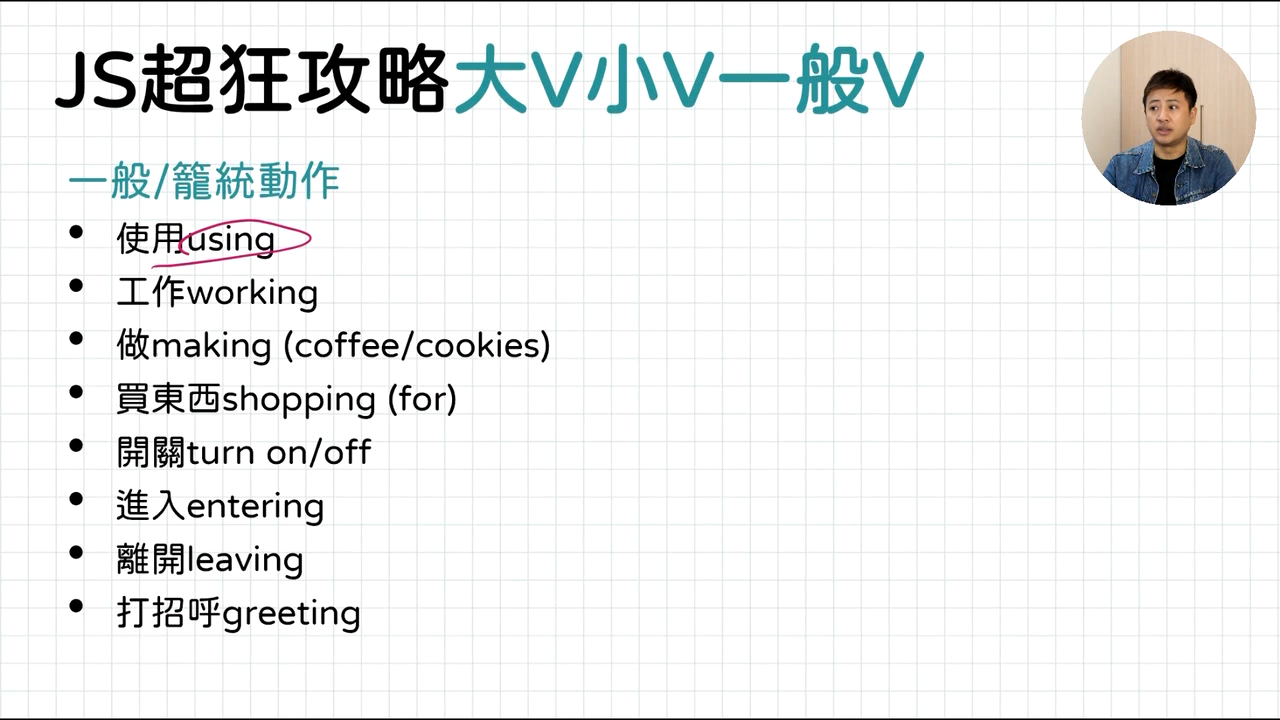 JS超狂攻略大V小V一般V
一般/籠統動作
• 使用using
• 工作working
• 做making (coffee/cookies)
• 買東西shopping (for)
• 開關turn on/off
• 進入entering
• 離開leaving
• 打招呼greeting